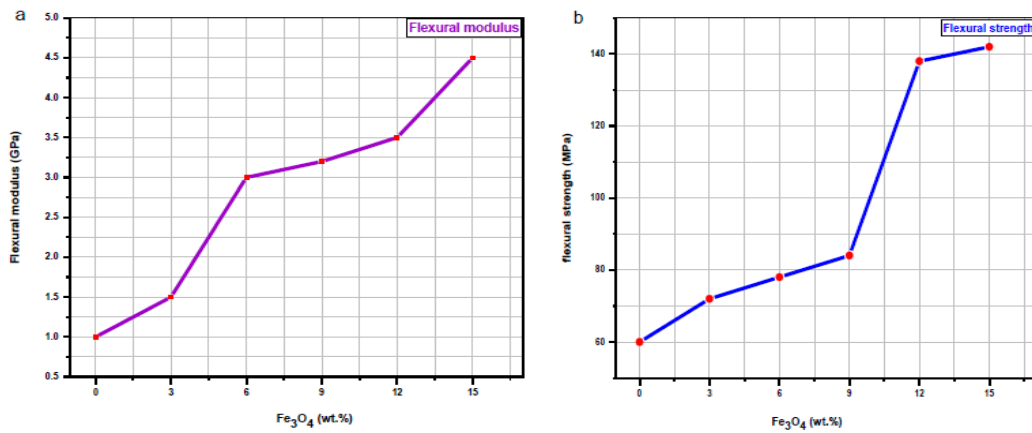 a
Flexural modulus
5.0
4.5
4.0
3.5
3.0
2.5
2.0
1.5
1.0
0.5
Flexural modulus (GPa)
0 3 6 9 12 15
Fe₃O₄ (wt.%)
b
Flexural strength
140
120
100
80
60
flexural strength (MPa)
0 3 6 9 12 15
Fe₃O₄ (wt.%)